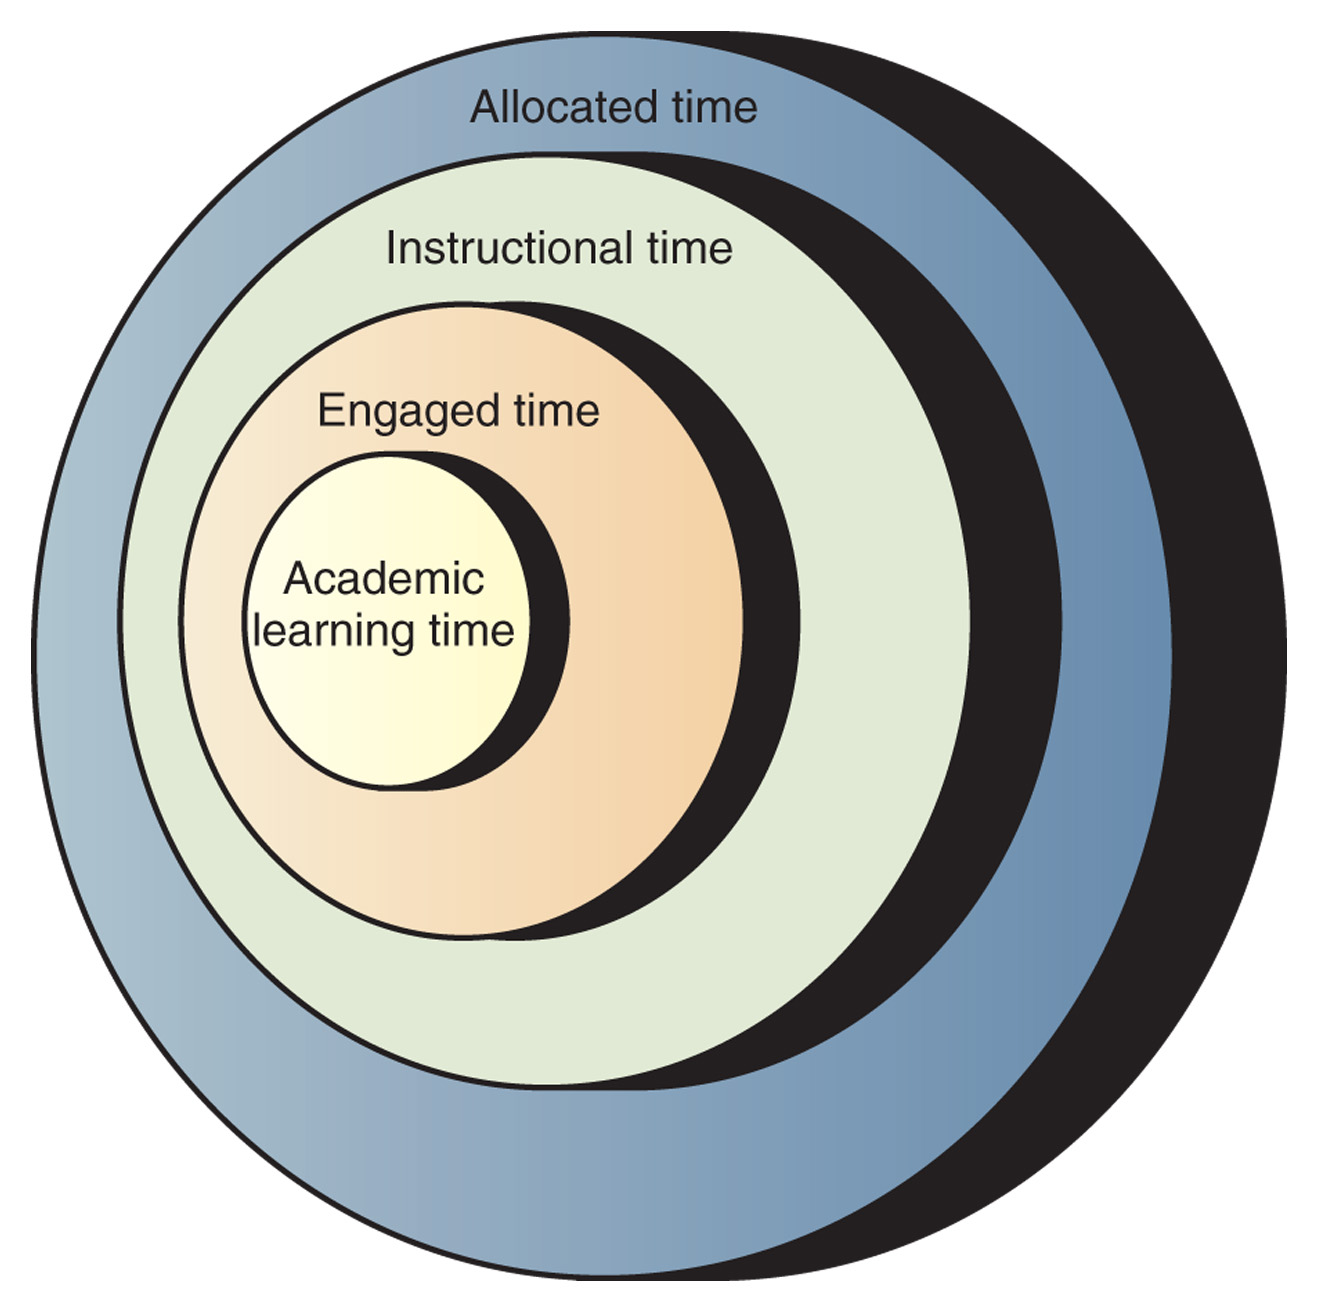 Allocated time
Instructional time
Engaged time
Academic
learning time